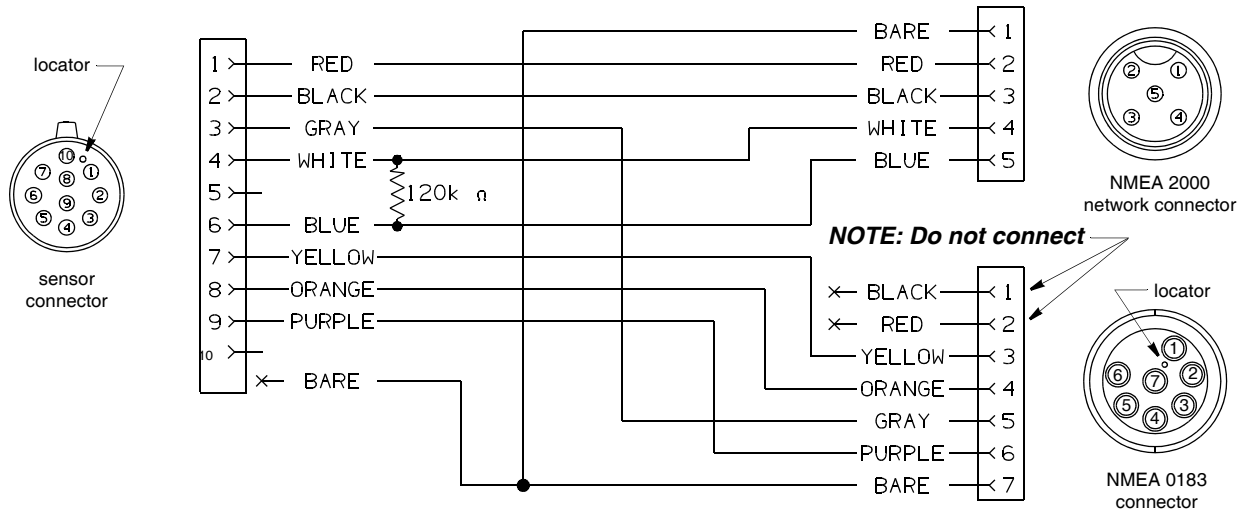 locator
10
7
1
8
6
2
9
5
3
4
sensor
connector
1 RED
2 BLACK
3 GRAY
4 WHITE
5
6 BLUE
7 YELLOW
8 ORANGE
9 PURPLE
10
BARE
120k Ω
BARE 1
RED 2
BLACK 3
WHITE 4
BLUE 5
2 1
5
3 4
NMEA 2000
network connector
NOTE: Do not connect
BLACK 1
RED 2
YELLOW 3
ORANGE 4
GRAY 5
PURPLE 6
BARE 7
locator
1
6 7 2
5 3
4
NMEA 0183
connector